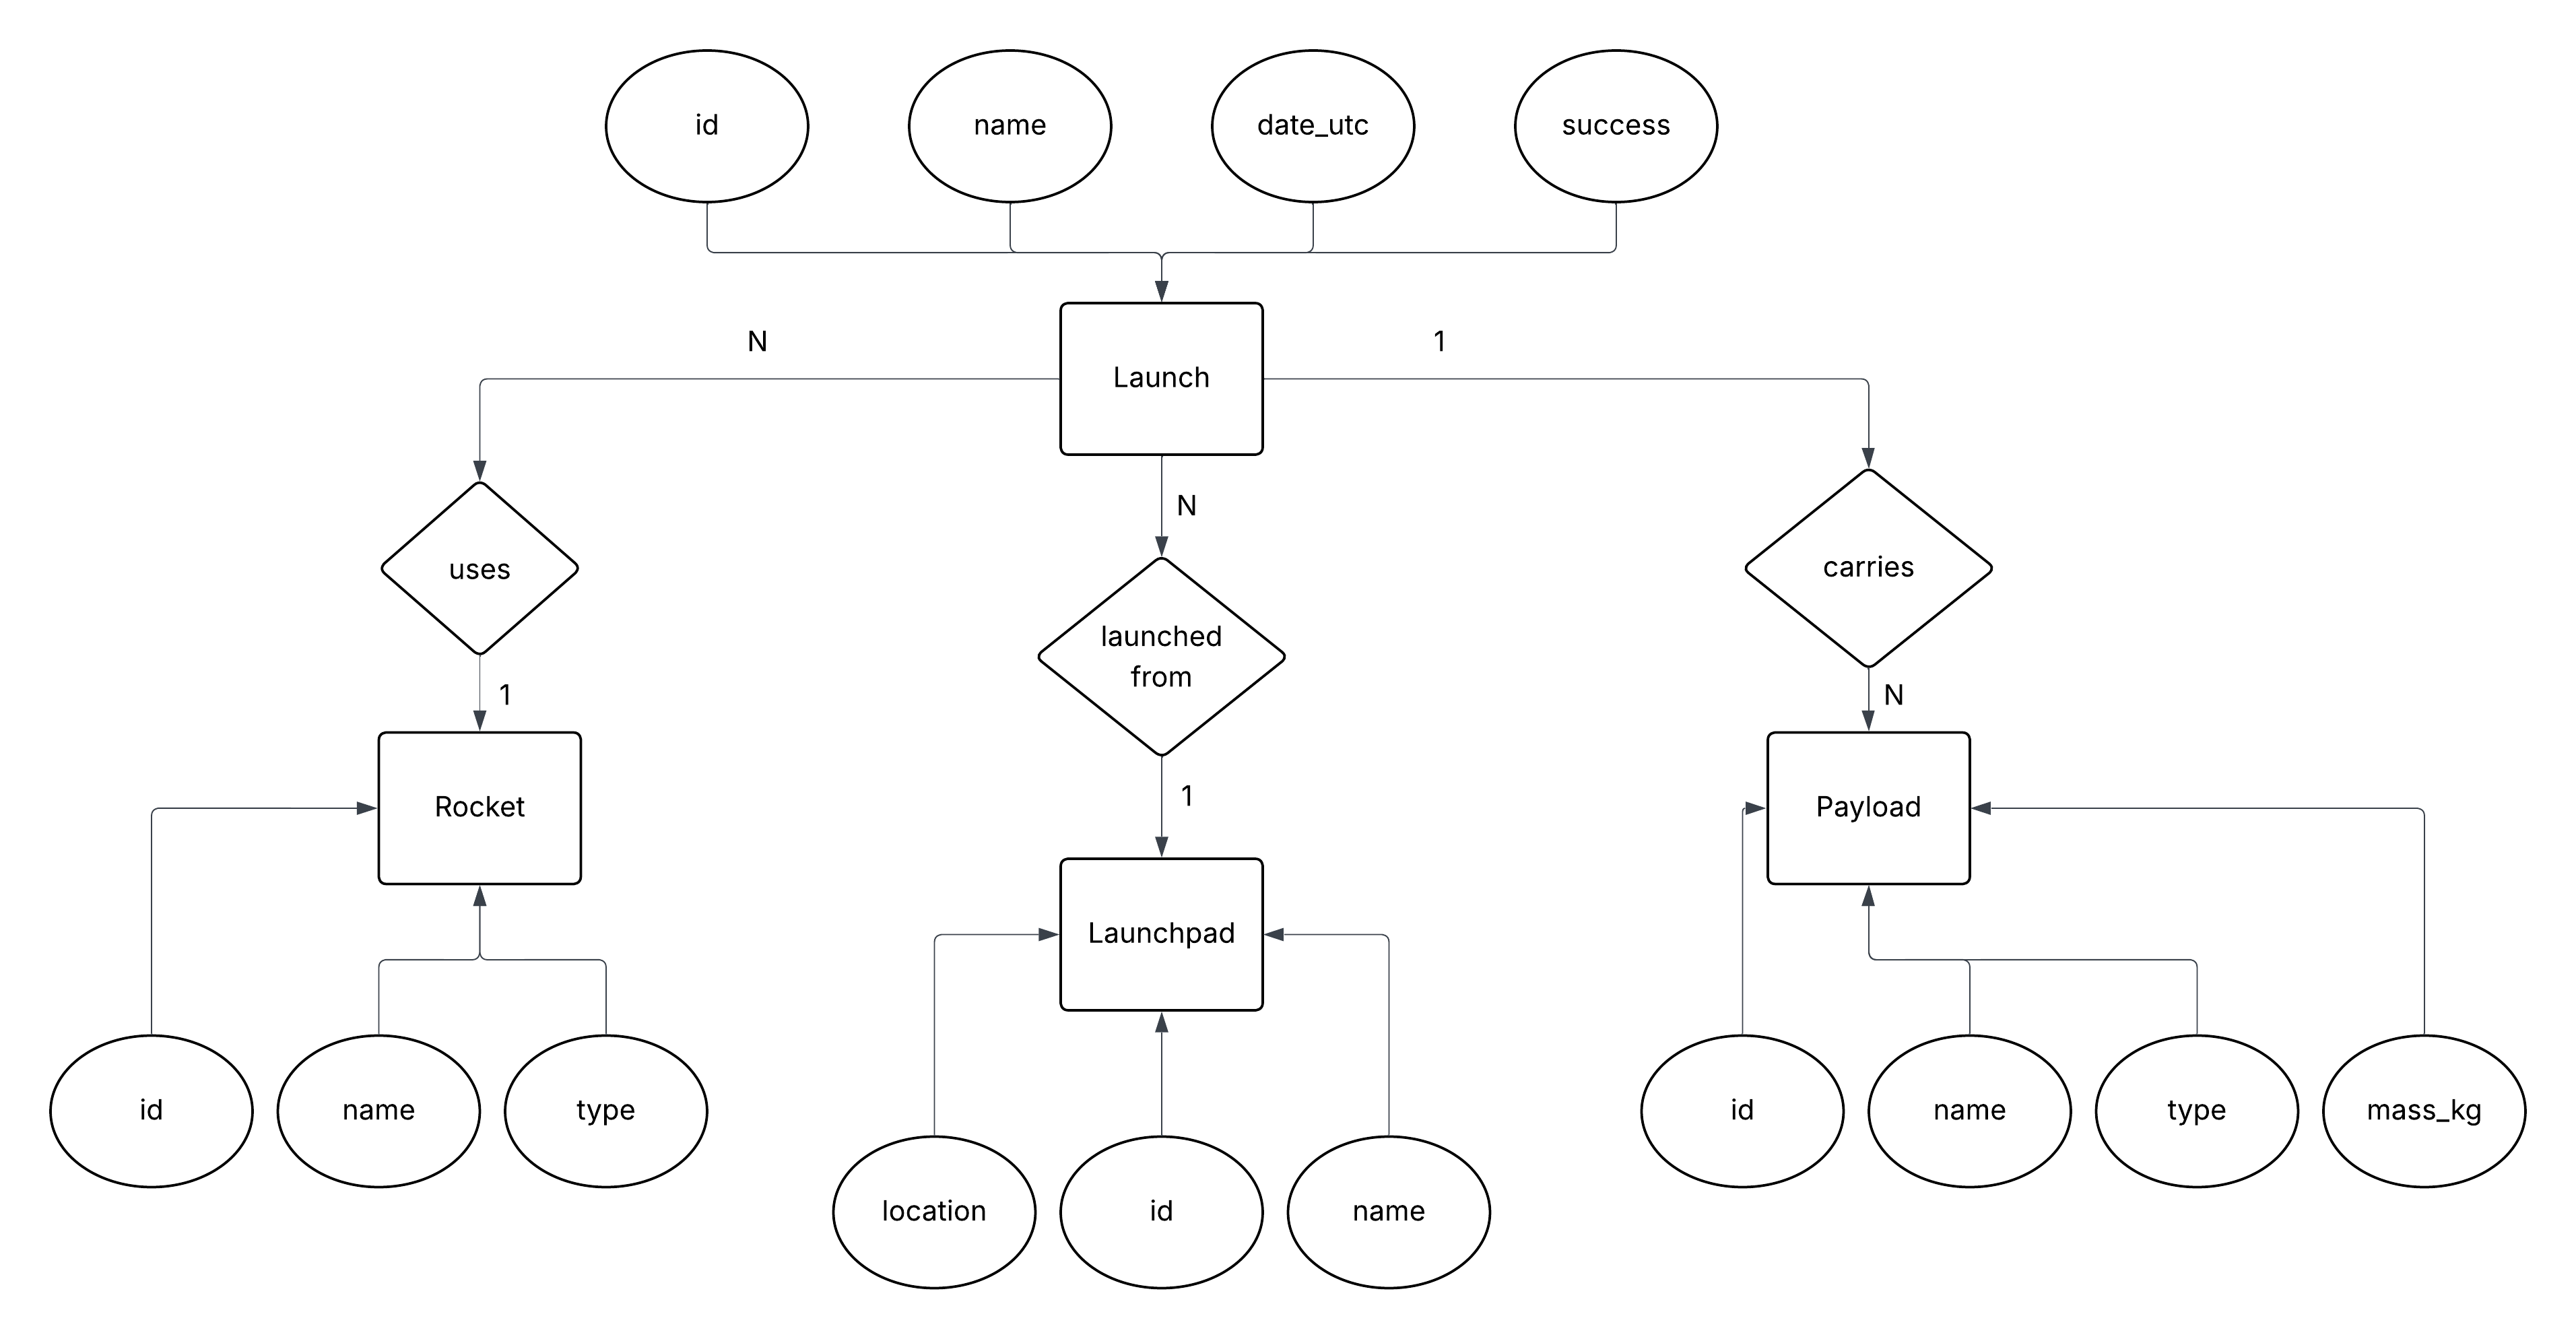 id
name
date_utc
success
N
Launch
1
N
uses
launched
from
carries
1
N
1
Rocket
Payload
Launchpad
id
name
type
location
id
name
id
name
type
mass_kg